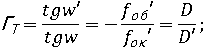 Γ_T = tgw'/tgw = −f_об'/f_ок' = D/D';